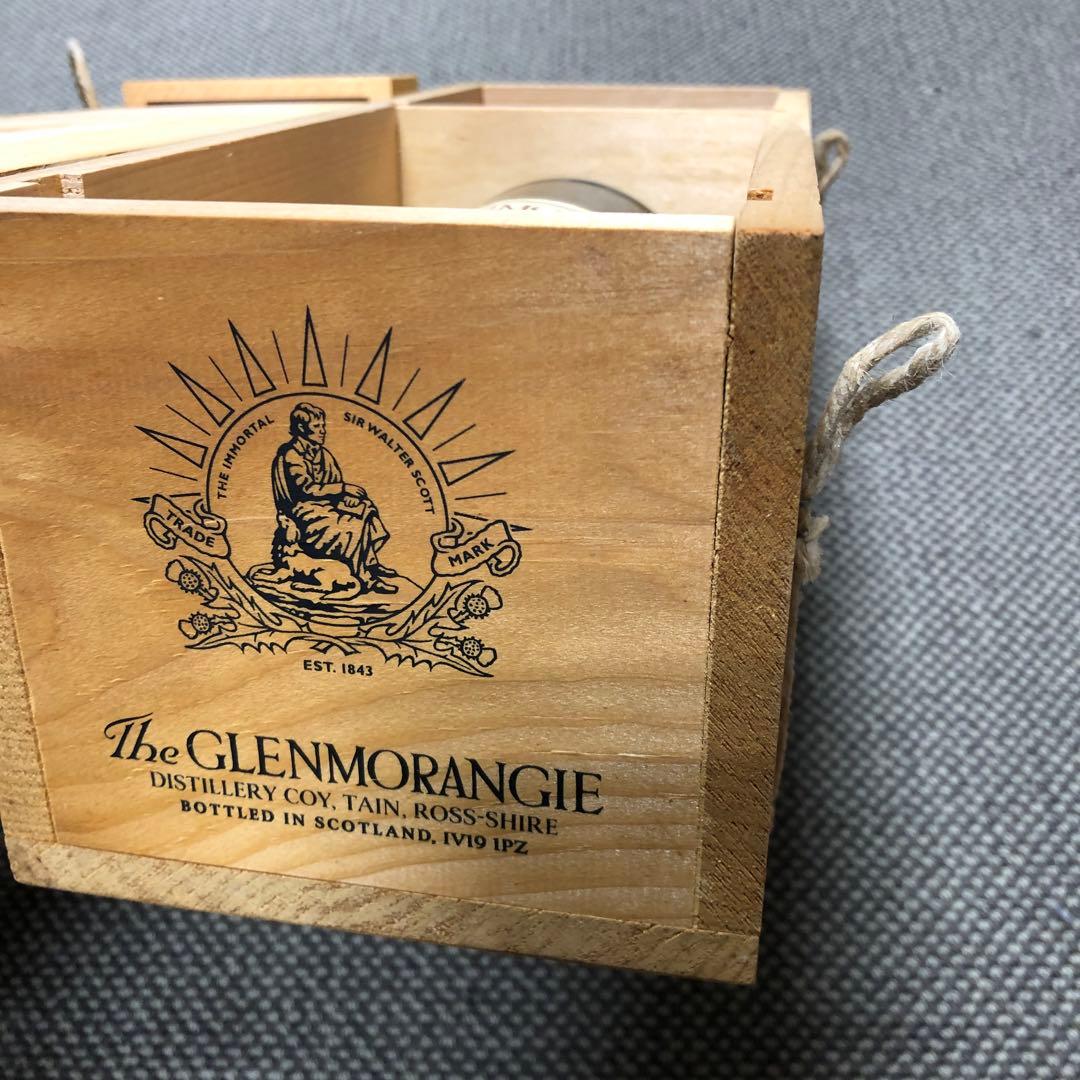 THE IMMORTAL SIR WALTER SCOTT
TRADE MARK
EST. 1843
The GLENMORANGIE
DISTILLERY COY, TAIN, ROSS-SHIRE
BOTTLED IN SCOTLAND, IV19 1PZ